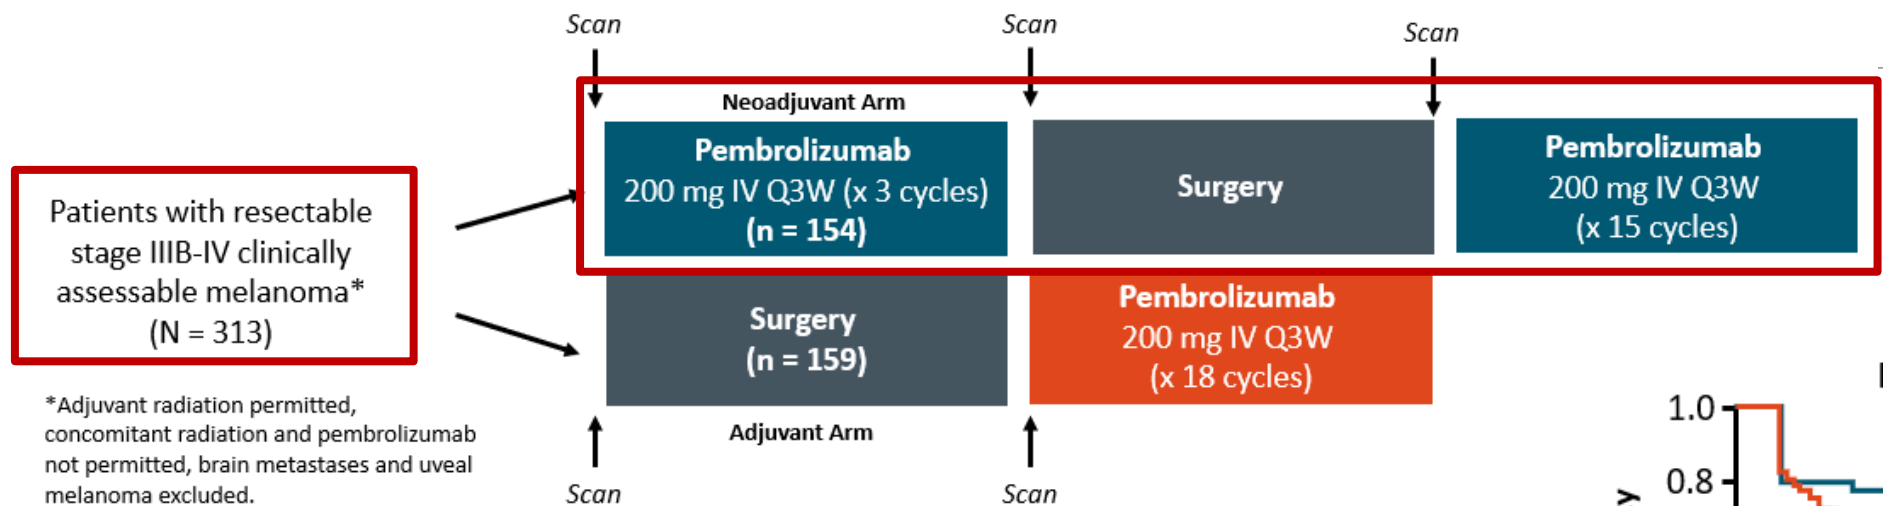 Scan
Scan
Scan
Neoadjuvant Arm
Pembrolizumab
200 mg IV Q3W (x 3 cycles)
(n = 154)
Surgery
Pembrolizumab
200 mg IV Q3W
(x 15 cycles)
Patients with resectable
stage IIIB-IV clinically
assessable melanoma*
(N = 313)
Surgery
(n = 159)
Pembrolizumab
200 mg IV Q3W
(x 18 cycles)
Adjuvant Arm
Scan
Scan
*Adjuvant radiation permitted,
concomitant radiation and pembrolizumab
not permitted, brain metastases and uveal
melanoma excluded.
1.0
0.8
y